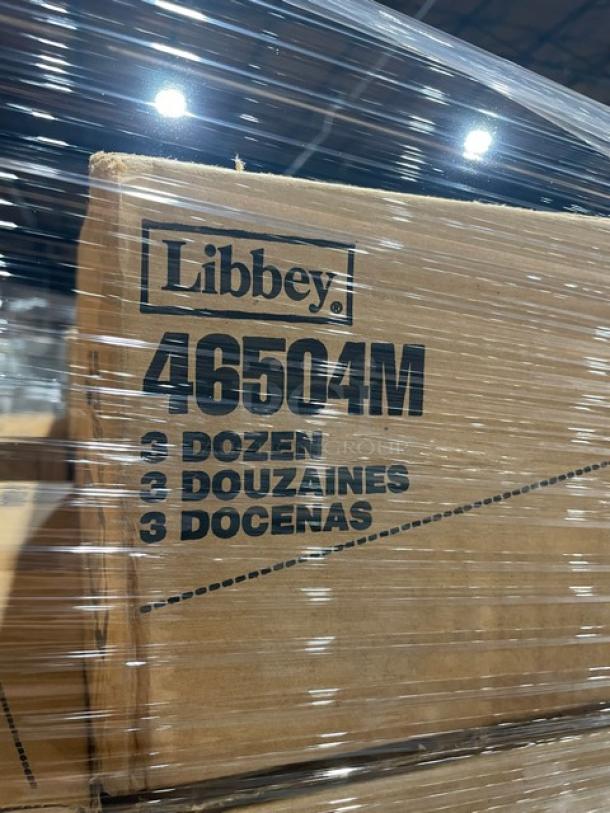 Libbey®
46504M
3 DOZEN
3 DOUZAINES
3 DOCENAS